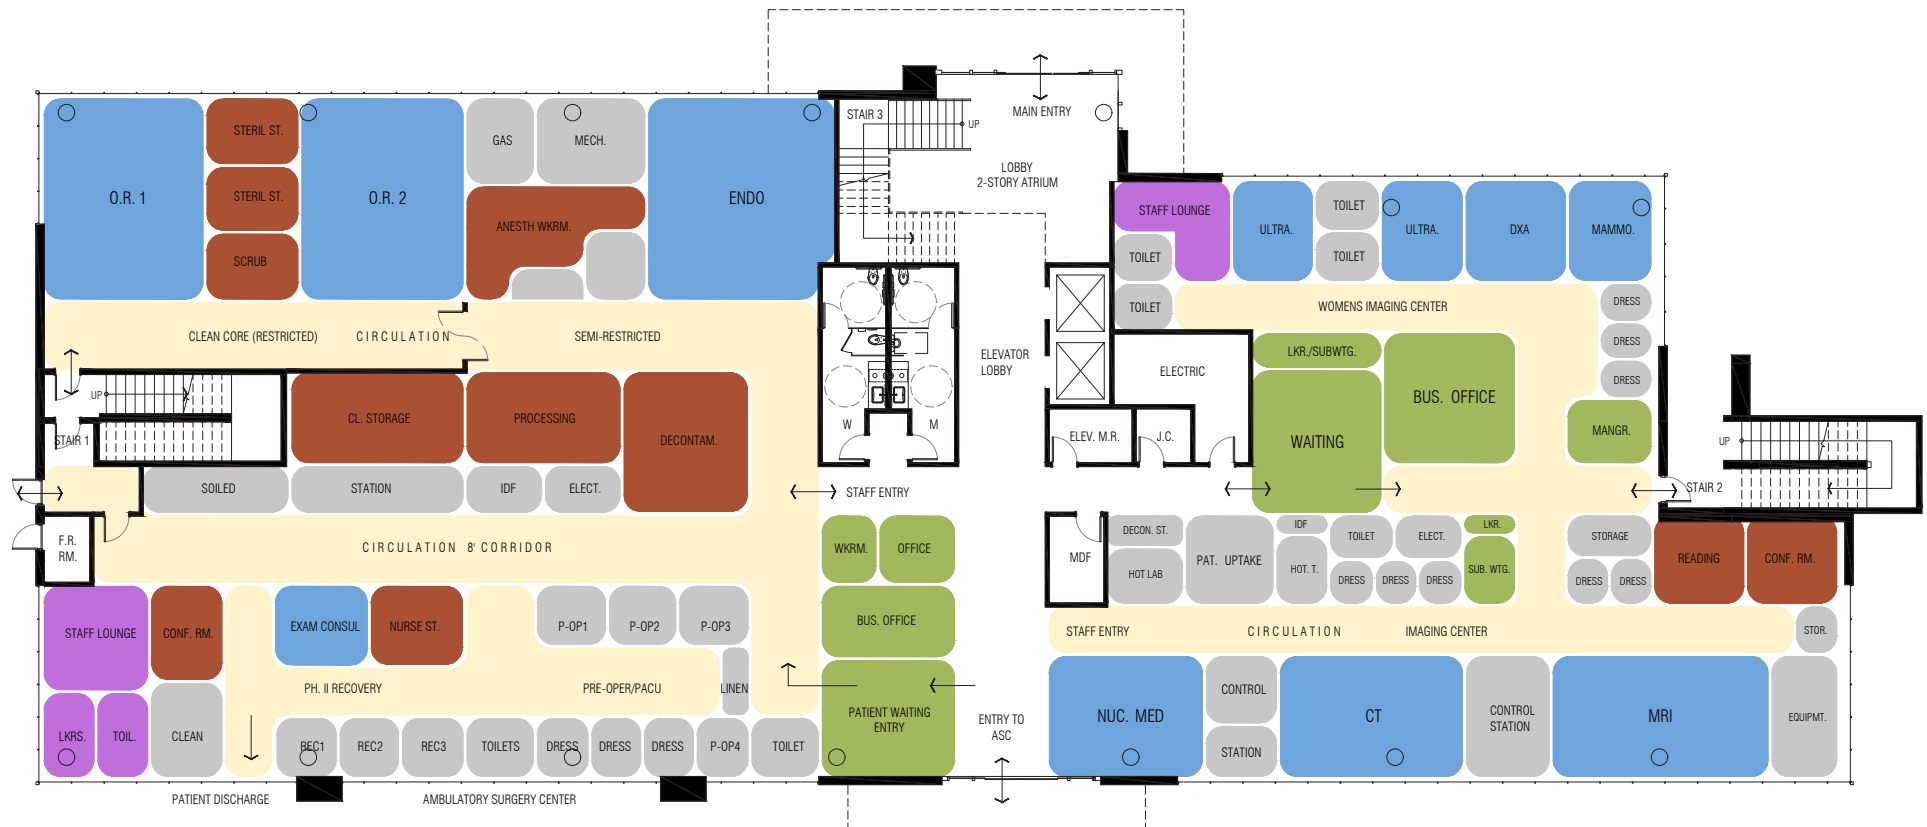 MAIN ENTRY
STAIR 3
UP
LOBBY
2-STORY ATRIUM
GAS
MECH.
STERIL ST.
O.R. 1
STERIL ST.
O.R. 2
ANESTH WKRM.
ENDO
SCRUB
STAFF LOUNGE
TOILET
ULTRA.
TOILET
ULTRA.
DXA
MAMMO.
TOILET
TOILET
DRESS
WOMENS IMAGING CENTER
CLEAN CORE (RESTRICTED)
CIRCULATION
SEMI-RESTRICTED
DRESS
DRESS
ELEVATOR
LOBBY
ELECTRIC
LKR./SUBWTG.
BUS. OFFICE
UP
STAIR 1
CL. STORAGE
PROCESSING
DECONTAM.
W
M
ELEV. M.R.
J.C.
WAITING
MANGR.
UP
STAIR 2
SOILED
STATION
IDF
ELECT.
STAFF ENTRY
F.R.
RM.
CIRCULATION 8' CORRIDOR
WKRM.
OFFICE
MDF
DECON. ST.
HOT LAB
PAT. UPTAKE
IDF
HOT. T.
TOILET
ELECT.
DRESS
DRESS
DRESS
LKR.
SUB. WTG.
STORAGE
DRESS
DRESS
READING
CONF. RM.
STAFF LOUNGE
CONF. RM.
EXAM CONSUL
NURSE ST.
P-OP1
P-OP2
P-OP3
BUS. OFFICE
STAFF ENTRY
CIRCULATION
IMAGING CENTER
STOR.
PH. II RECOVERY
PRE-OPER/PACU
LINEN
PATIENT WAITING
ENTRY
ENTRY TO
ASC
NUC. MED
CONTROL
STATION
CT
CONTROL
STATION
MRI
EQUIPMT.
LKRS.
TOIL.
CLEAN
REC1
REC2
REC3
TOILETS
DRESS
DRESS
DRESS
P-OP4
TOILET
PATIENT DISCHARGE
AMBULATORY SURGERY CENTER